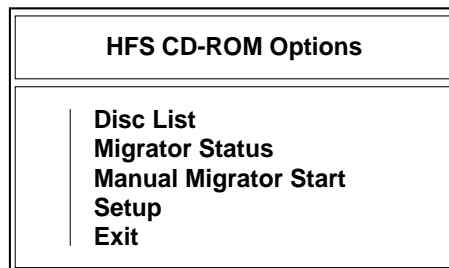 HFS CD-ROM Options
Disc List
Migrator Status
Manual Migrator Start
Setup
Exit